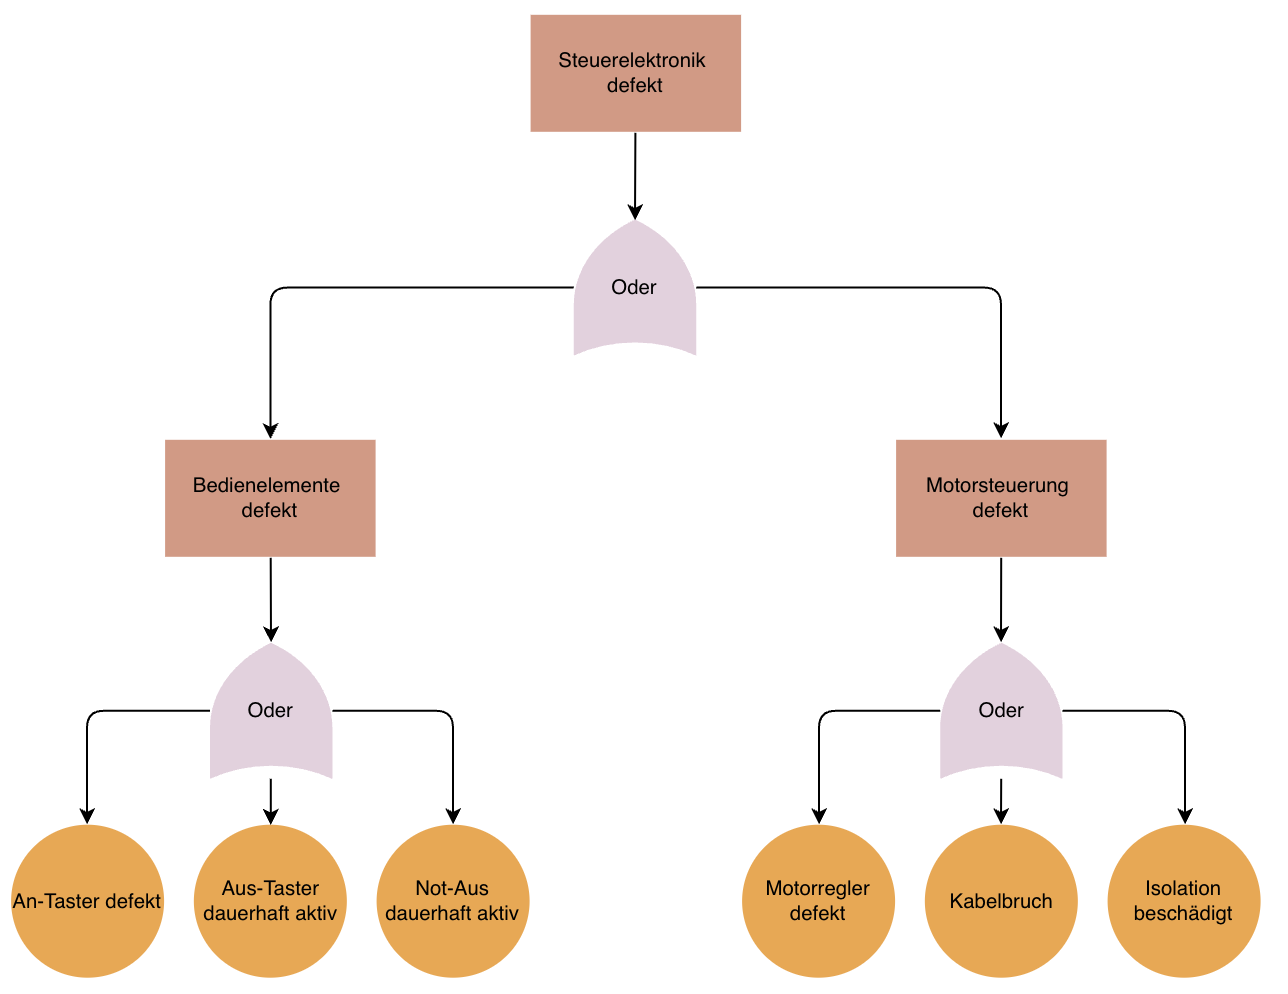 Steuerelektronik
defekt
Oder
Bedienelemente
defekt
Motorsteuerung
defekt
Oder
Oder
An-Taster defekt
Aus-Taster
dauerhaft aktiv
Not-Aus
dauerhaft aktiv
Motorregler
defekt
Kabelbruch
Isolation
beschädigt